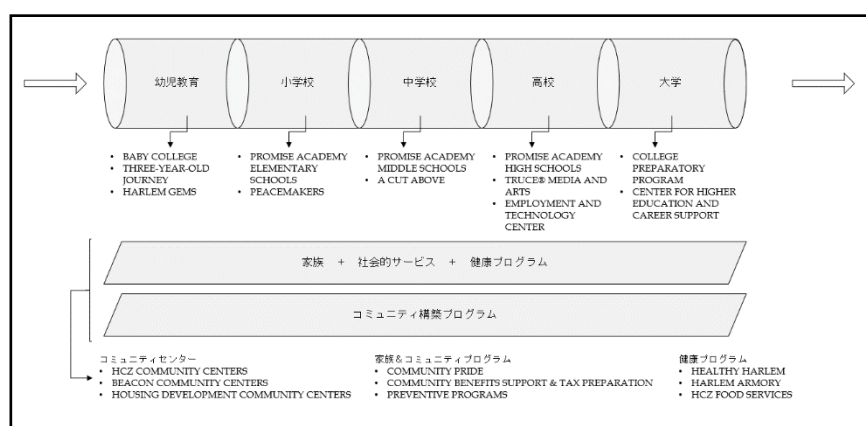 幼児教育
小学校
中学校
高校
大学
• BABY COLLEGE
• THREE-YEAR-OLD
JOURNEY
• HARLEM GEMS
• PROMISE ACADEMY
ELEMENTARY
SCHOOLS
• PEACEMAKERS
• PROMISE ACADEMY
MIDDLE SCHOOLS
• A CUT ABOVE
• PROMISE ACADEMY
HIGH SCHOOLS
• TRUCE® MEDIA AND
ARTS
• EMPLOYMENT AND
TECHNOLOGY
CENTER
• COLLEGE
PREPARATORY
PROGRAM
• CENTER FOR HIGHER
EDUCATION AND
CAREER SUPPORT
家族 + 社会的サービス + 健康プログラム
コミュニティ構築プログラム
コミュニティセンター
• HCZ COMMUNITY CENTERS
• BEACON COMMUNITY CENTERS
• HOUSING DEVELOPMENT COMMUNITY CENTERS
家族&コミュニティプログラム
• COMMUNITY PRIDE
• COMMUNITY BENEFITS SUPPORT & TAX PREPARATION
• PREVENTIVE PROGRAMS
健康プログラム
• HEALTHY HARLEM
• HARLEM ARMORY
• HCZ FOOD SERVICES